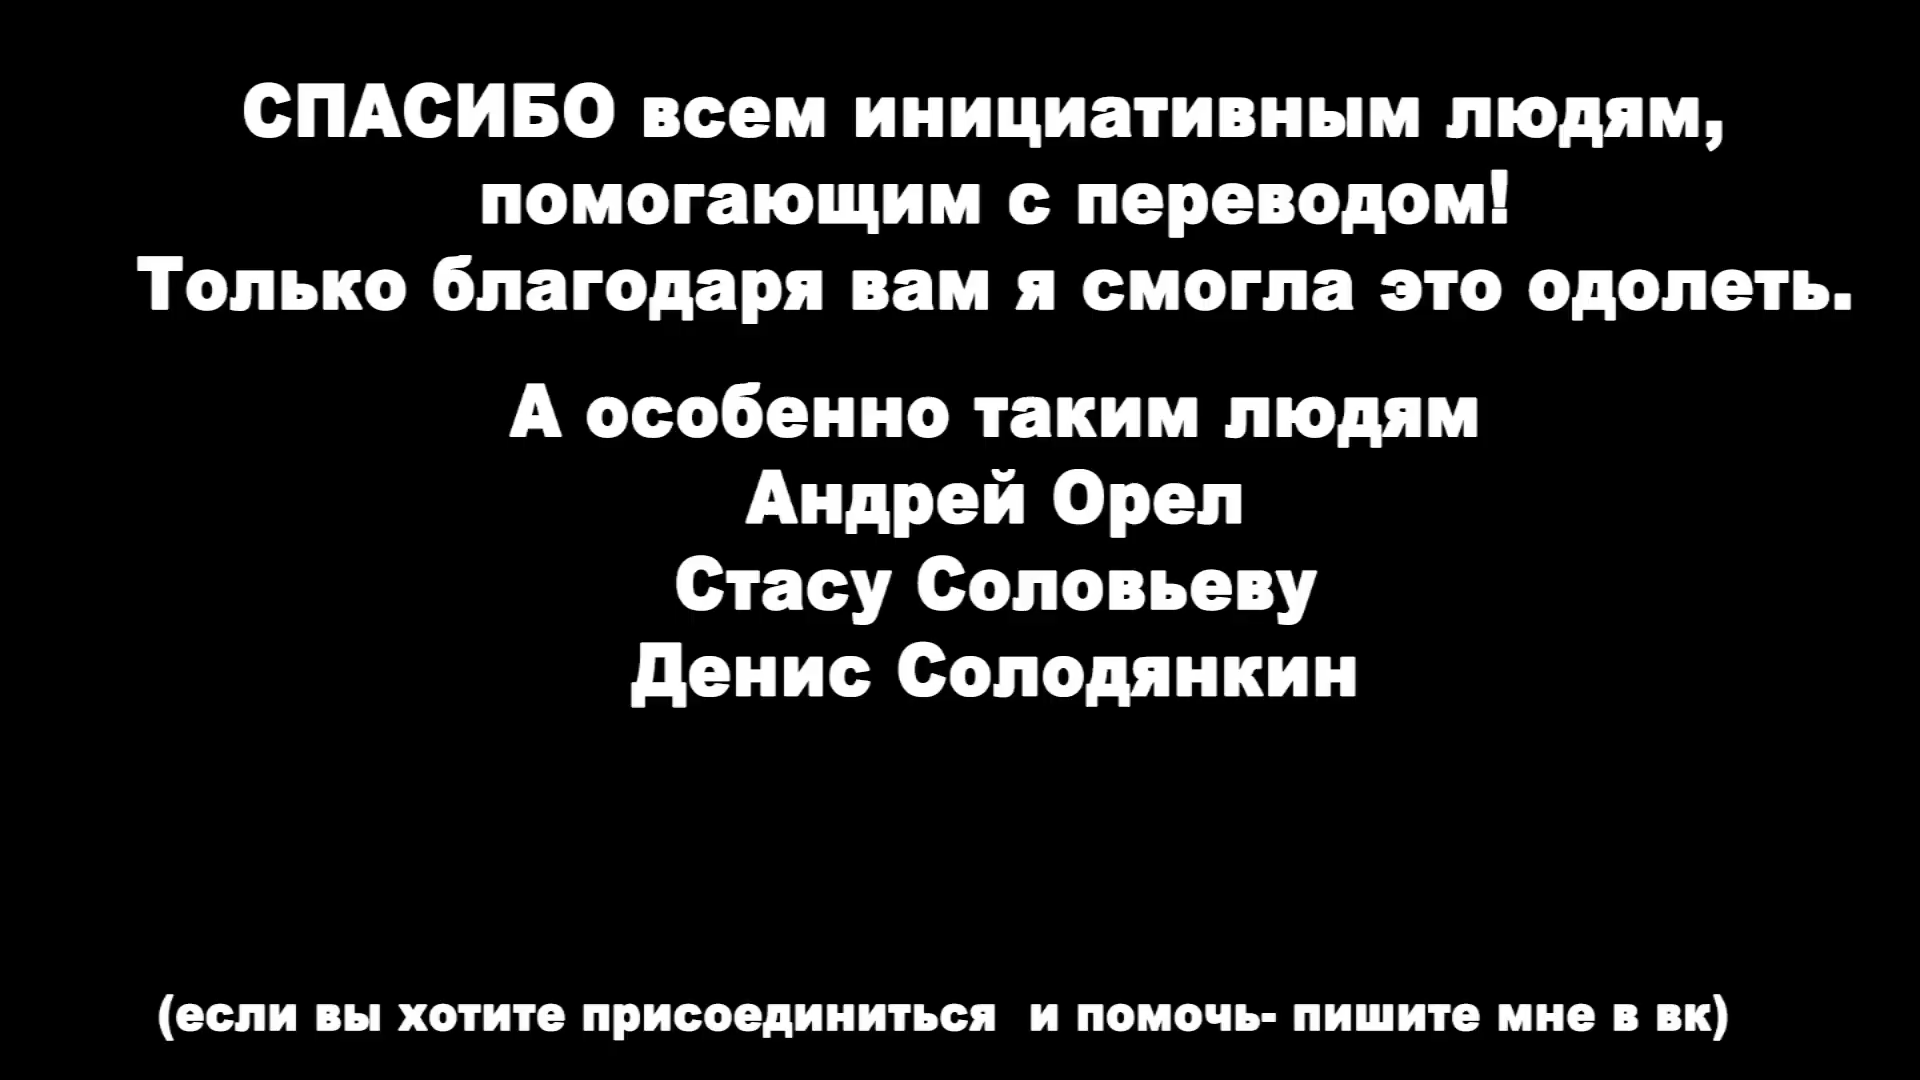 СПАСИБО всем инициативным людям,
помогающим с переводом!
Только благодаря вам я смогла это одолеть.
А особенно таким людям
Андрей Орел
Стасу Соловьеву
Денис Солодянкин
(если вы хотите присоединиться и помочь- пишите мне в вк)